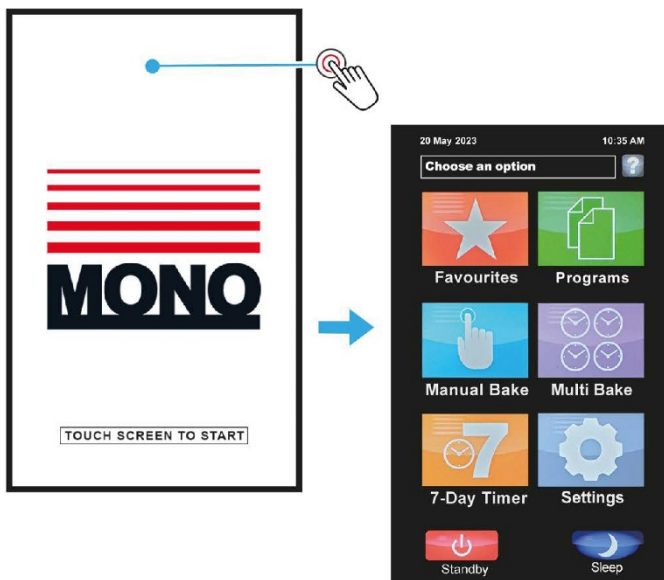 MONO
TOUCH SCREEN TO START
20 May 2023 10:35 AM
Choose an option ?
Favourites Programs
Manual Bake Multi Bake
7
7-Day Timer Settings
Standby Sleep